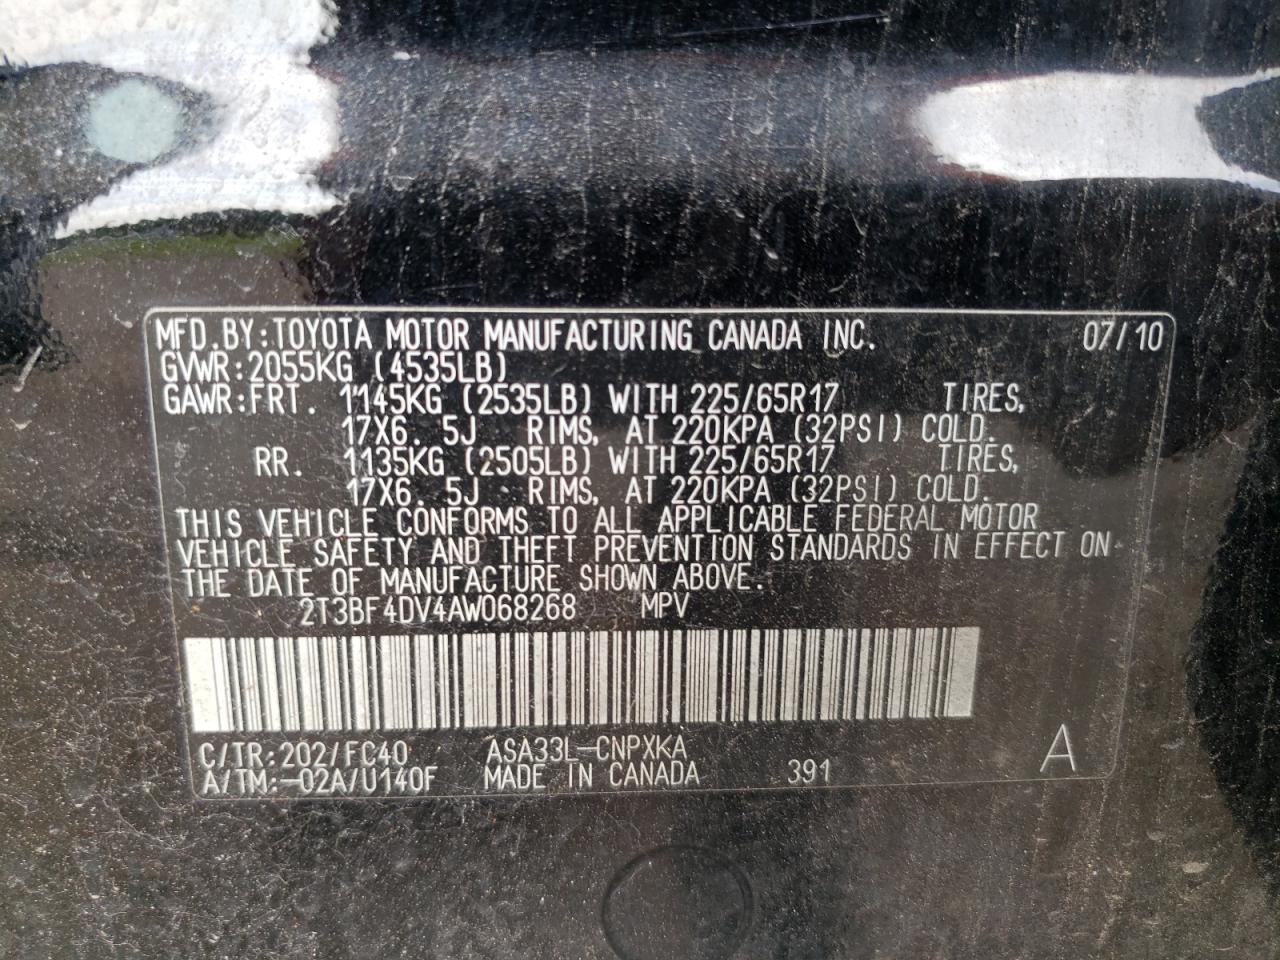 MFD.BY:TOYOTA MOTOR MANUFACTURING CANADA INC. 07/10
GVWR:2055KG (4535LB)
GAWR:FRT. 1145KG (2535LB) WITH 225/65R17 TIRES,
17X6.5J RIMS, AT 220KPA (32PSI) COLD.
RR. 1135KG (2505LB) WITH 225/65R17 TIRES,
17X6.5J RIMS, AT 220KPA (32PSI) COLD.
THIS VEHICLE CONFORMS TO ALL APPLICABLE FEDERAL MOTOR
VEHICLE SAFETY AND THEFT PREVENTION STANDARDS IN EFFECT ON
THE DATE OF MANUFACTURE SHOWN ABOVE.
2T3BF4DV4AW068268 MPV
C/TR:202/FC40 ASA33L-CNPXKA
A/TM:-02A/U140F MADE IN CANADA 391 A